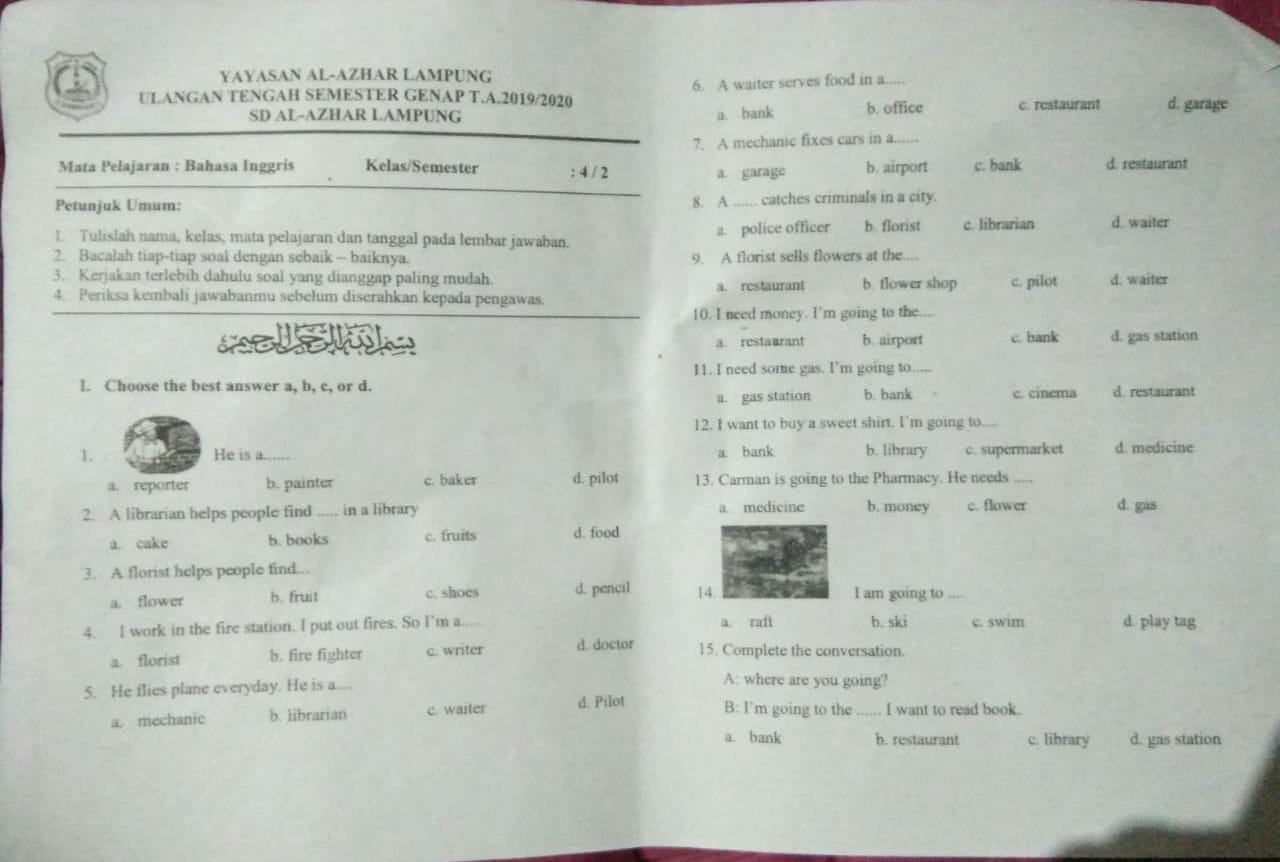 YAYASAN AL-AZHAR LAMPUNG
ULANGAN TENGAH SEMESTER GENAP T.A.2019/2020
SD AL-AZHAR LAMPUNG
Mata Pelajaran : Bahasa Inggris Kelas/Semester : 4 / 2
Petunjuk Umum:
1. Tulislah nama, kelas, mata pelajaran dan tanggal pada lembar jawaban.
2. Bacalah tiap-tiap soal dengan sebaik – baiknya.
3. Kerjakan terlebih dahulu soal yang dianggap paling mudah.
4. Periksa kembali jawabanmu sebelum diserahkan kepada pengawas.
بسم الله الرحمن الرحيم
I. Choose the best answer a, b, c, or d.
1. He is a......
a. reporter b. painter c. baker d. pilot
2. A librarian helps people find ..... in a library
a. cake b. books c. fruits d. food
3. A florist helps people find...
a. flower b. fruit c. shoes d. pencil
4. I work in the fire station. I put out fires. So I'm a.....
a. florist b. fire fighter c. writer d. doctor
5. He flies plane everyday. He is a....
a. mechanic b. librarian c. waiter d. Pilot
6. A waiter serves food in a.....
a. bank b. office c. restaurant d. garage
7. A mechanic fixes cars in a......
a. garage b. airport c. bank d. restaurant
8. A ...... catches criminals in a city.
a. police officer b. florist c. librarian d. waiter
9. A florist sells flowers at the....
a. restaurant b. flower shop c. pilot d. waiter
10. I need money. I'm going to the....
a. restaurant b. airport c. bank d. gas station
11. I need some gas. I'm going to.....
a. gas station b. bank c. cinema d. restaurant
12. I want to buy a sweet shirt. I'm going to....
a. bank b. library c. supermarket d. medicine
13. Carman is going to the Pharmacy. He needs .....
a. medicine b. money c. flower d. gas
14. I am going to ....
a. raft b. ski c. swim d. play tag
15. Complete the conversation.
A: where are you going?
B: I'm going to the ...... I want to read book.
a. bank b. restaurant c. library d. gas station